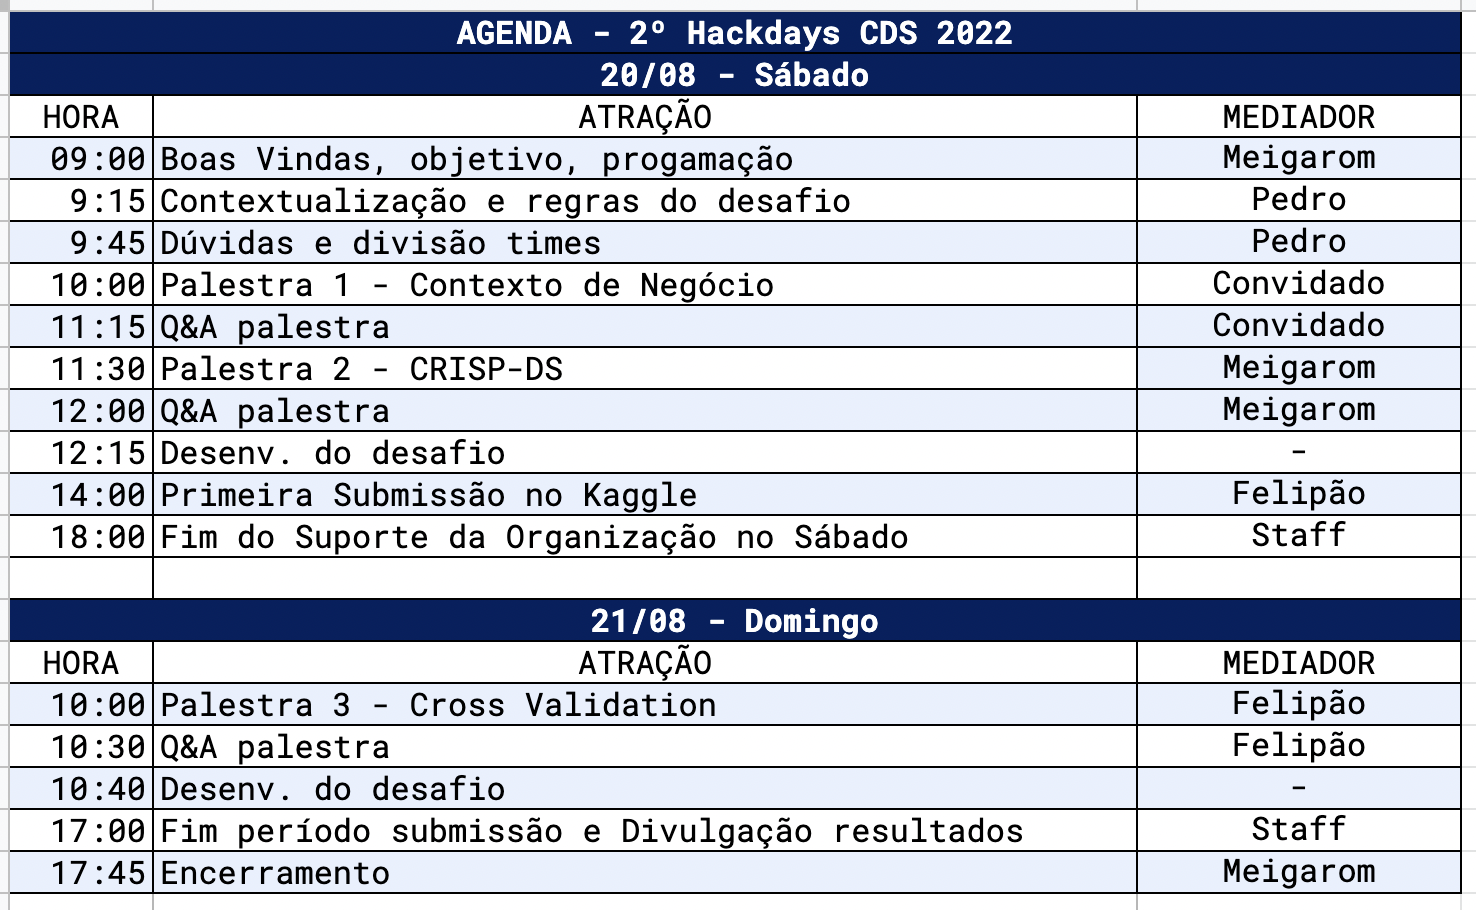 AGENDA - 2º Hackdays CDS 2022
20/08 - Sábado
HORA ATRAÇÃO MEDIADOR
09:00 Boas Vindas, objetivo, progamação Meigarom
9:15 Contextualização e regras do desafio Pedro
9:45 Dúvidas e divisão times Pedro
10:00 Palestra 1 - Contexto de Negócio Convidado
11:15 Q&A palestra Convidado
11:30 Palestra 2 - CRISP-DS Meigarom
12:00 Q&A palestra Meigarom
12:15 Desenv. do desafio -
14:00 Primeira Submissão no Kaggle Felipão
18:00 Fim do Suporte da Organização no Sábado Staff
21/08 - Domingo
HORA ATRAÇÃO MEDIADOR
10:00 Palestra 3 - Cross Validation Felipão
10:30 Q&A palestra Felipão
10:40 Desenv. do desafio -
17:00 Fim período submissão e Divulgação resultados Staff
17:45 Encerramento Meigarom